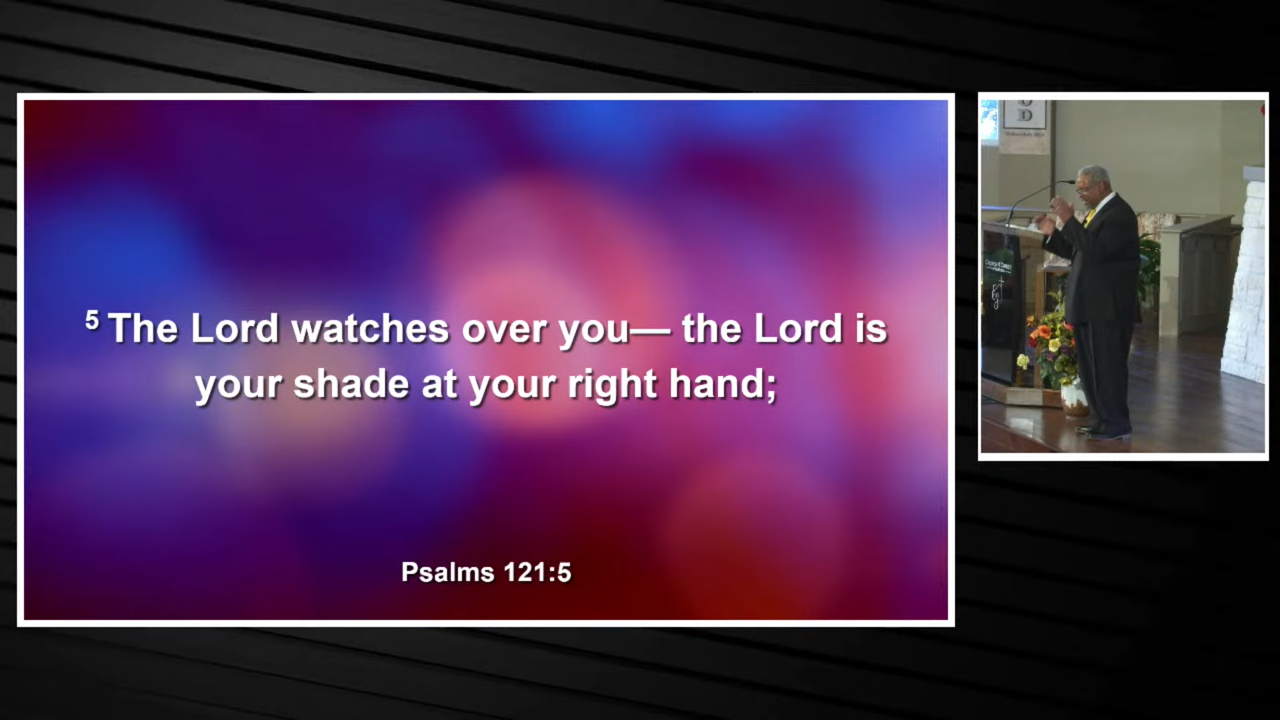 ⁵ The Lord watches over you— the Lord is
your shade at your right hand;
Psalms 121:5
O
D